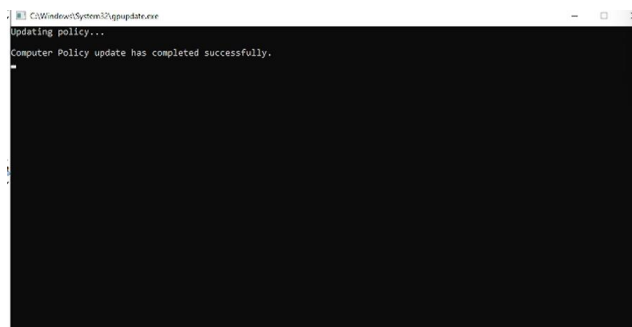 C:\Windows\System32\gpupdate.exe
Updating policy...
Computer Policy update has completed successfully.